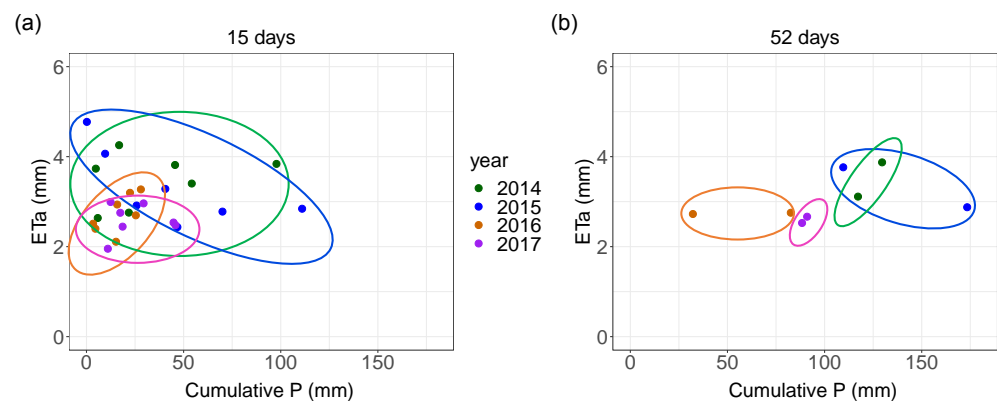 (a)
15 days
ETa (mm)
6
4
2
0
0 50 100 150
Cumulative P (mm)
year
2014
2015
2016
2017
(b)
52 days
ETa (mm)
6
4
2
0
0 50 100 150
Cumulative P (mm)